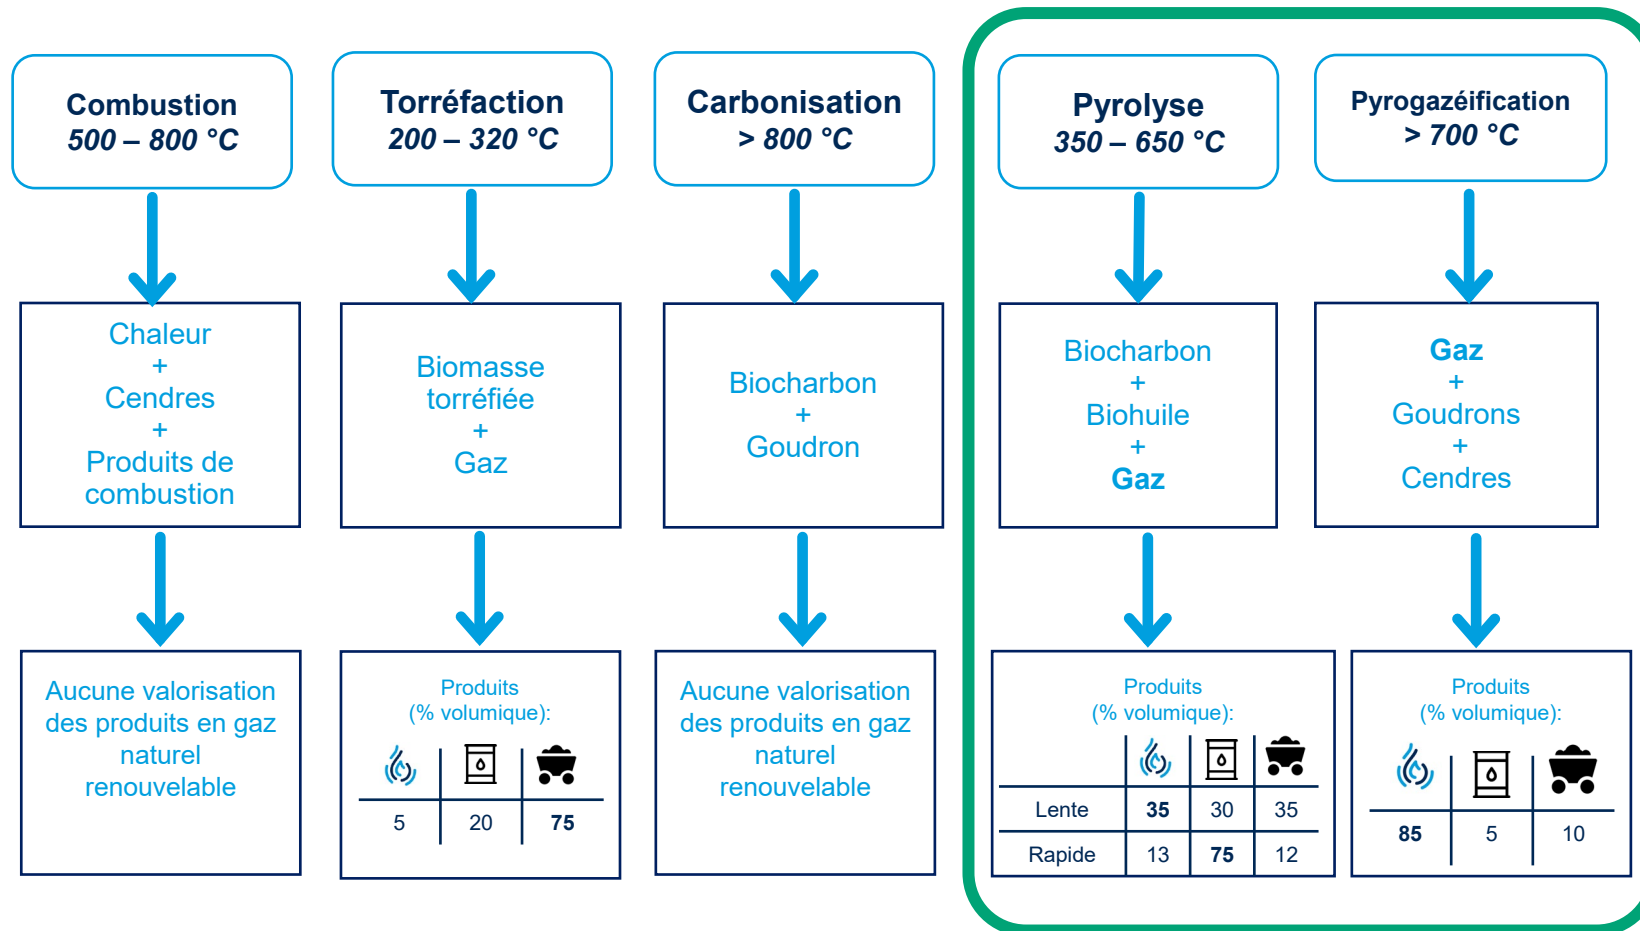 Combustion
500 – 800 °C
Torréfaction
200 – 320 °C
Carbonisation
> 800 °C
Pyrolyse
350 – 650 °C
Pyrogazéification
> 700 °C
Chaleur
+
Cendres
+
Produits de
combustion
Biomasse
torréfiée
+
Gaz
Biocharbon
+
Goudron
Biocharbon
+
Biohuile
+
Gaz
Gaz
+
Goudrons
+
Cendres
Aucune valorisation
des produits en gaz
naturel
renouvelable
Produits
(% volumique):
5 20 75
Aucune valorisation
des produits en gaz
naturel
renouvelable
Produits
(% volumique):
Lente 35 30 35
Rapide 13 75 12
Produits
(% volumique):
85 5 10